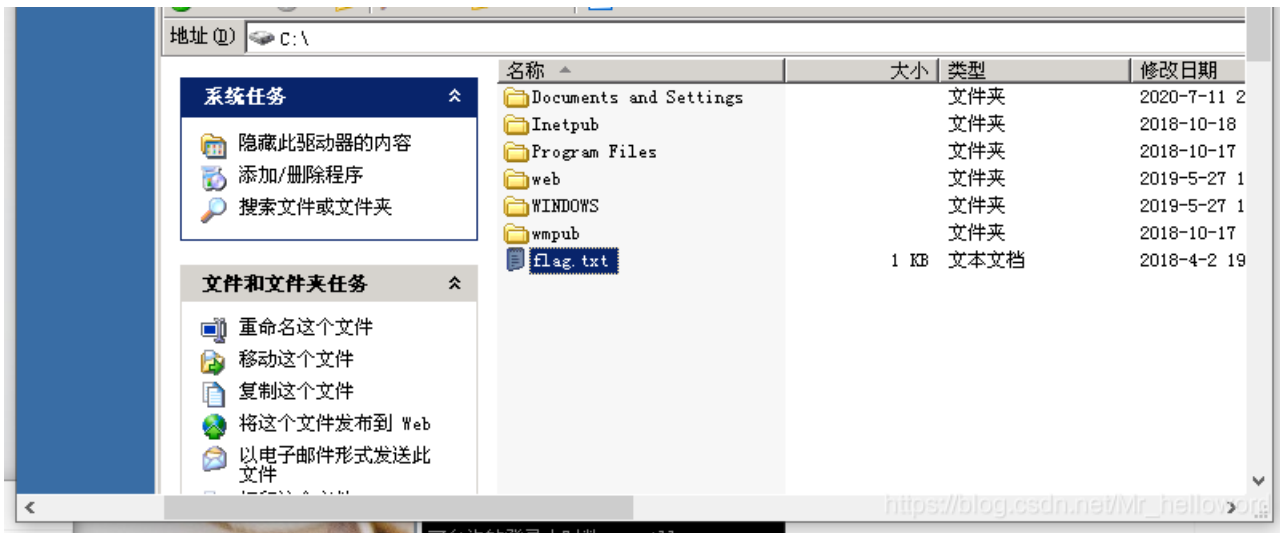 地址(D) C:\
名称 大小 类型 修改日期
系统任务
隐藏此驱动器的内容
添加/删除程序
搜索文件或文件夹
文件和文件夹任务
重命名这个文件
移动这个文件
复制这个文件
将这个文件发布到 Web
以电子邮件形式发送此
文件
Documents and Settings 文件夹 2020-7-11 2
Inetpub 文件夹 2018-10-18
Program Files 文件夹 2018-10-17
web 文件夹 2019-5-27 1
WINDOWS 文件夹 2019-5-27 1
wmpub 文件夹 2018-10-17
flag.txt 1 KB 文本文档 2018-4-2 19
https://blog.csdn.net/Mr_helloword